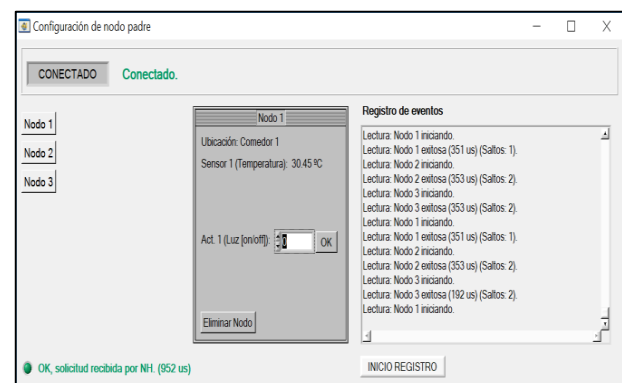 Configuración de nodo padre
CONECTADO
Conectado.
Nodo 1
Nodo 2
Nodo 3
Nodo 1
Ubicación: Comedor 1
Sensor 1 (Temperatura): 30.45 ºC
Act. 1 (Luz [on/off]): 0 OK
Eliminar Nodo
Registro de eventos
Lectura: Nodo 1 iniciando.
Lectura: Nodo 1 exitosa (351 us) (Saltos: 1).
Lectura: Nodo 2 iniciando.
Lectura: Nodo 2 exitosa (353 us) (Saltos: 2).
Lectura: Nodo 3 iniciando.
Lectura: Nodo 3 exitosa (353 us) (Saltos: 2).
Lectura: Nodo 1 iniciando.
Lectura: Nodo 1 exitosa (351 us) (Saltos: 1).
Lectura: Nodo 2 iniciando.
Lectura: Nodo 2 exitosa (353 us) (Saltos: 2).
Lectura: Nodo 3 iniciando.
Lectura: Nodo 3 exitosa (192 us) (Saltos: 2).
Lectura: Nodo 1 iniciando.
OK, solicitud recibida por NH. (952 us)
INICIO REGISTRO